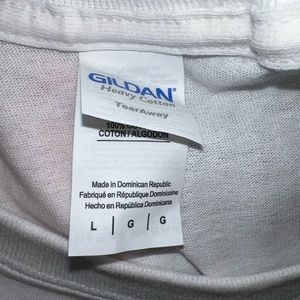 GILDAN®
Heavy Cotton
TearAway
100%
COTON/ALGODON
Made in Dominican Republic
Fabriqué en République Dominicaine
Hecho en República Dominicana
L | G | G